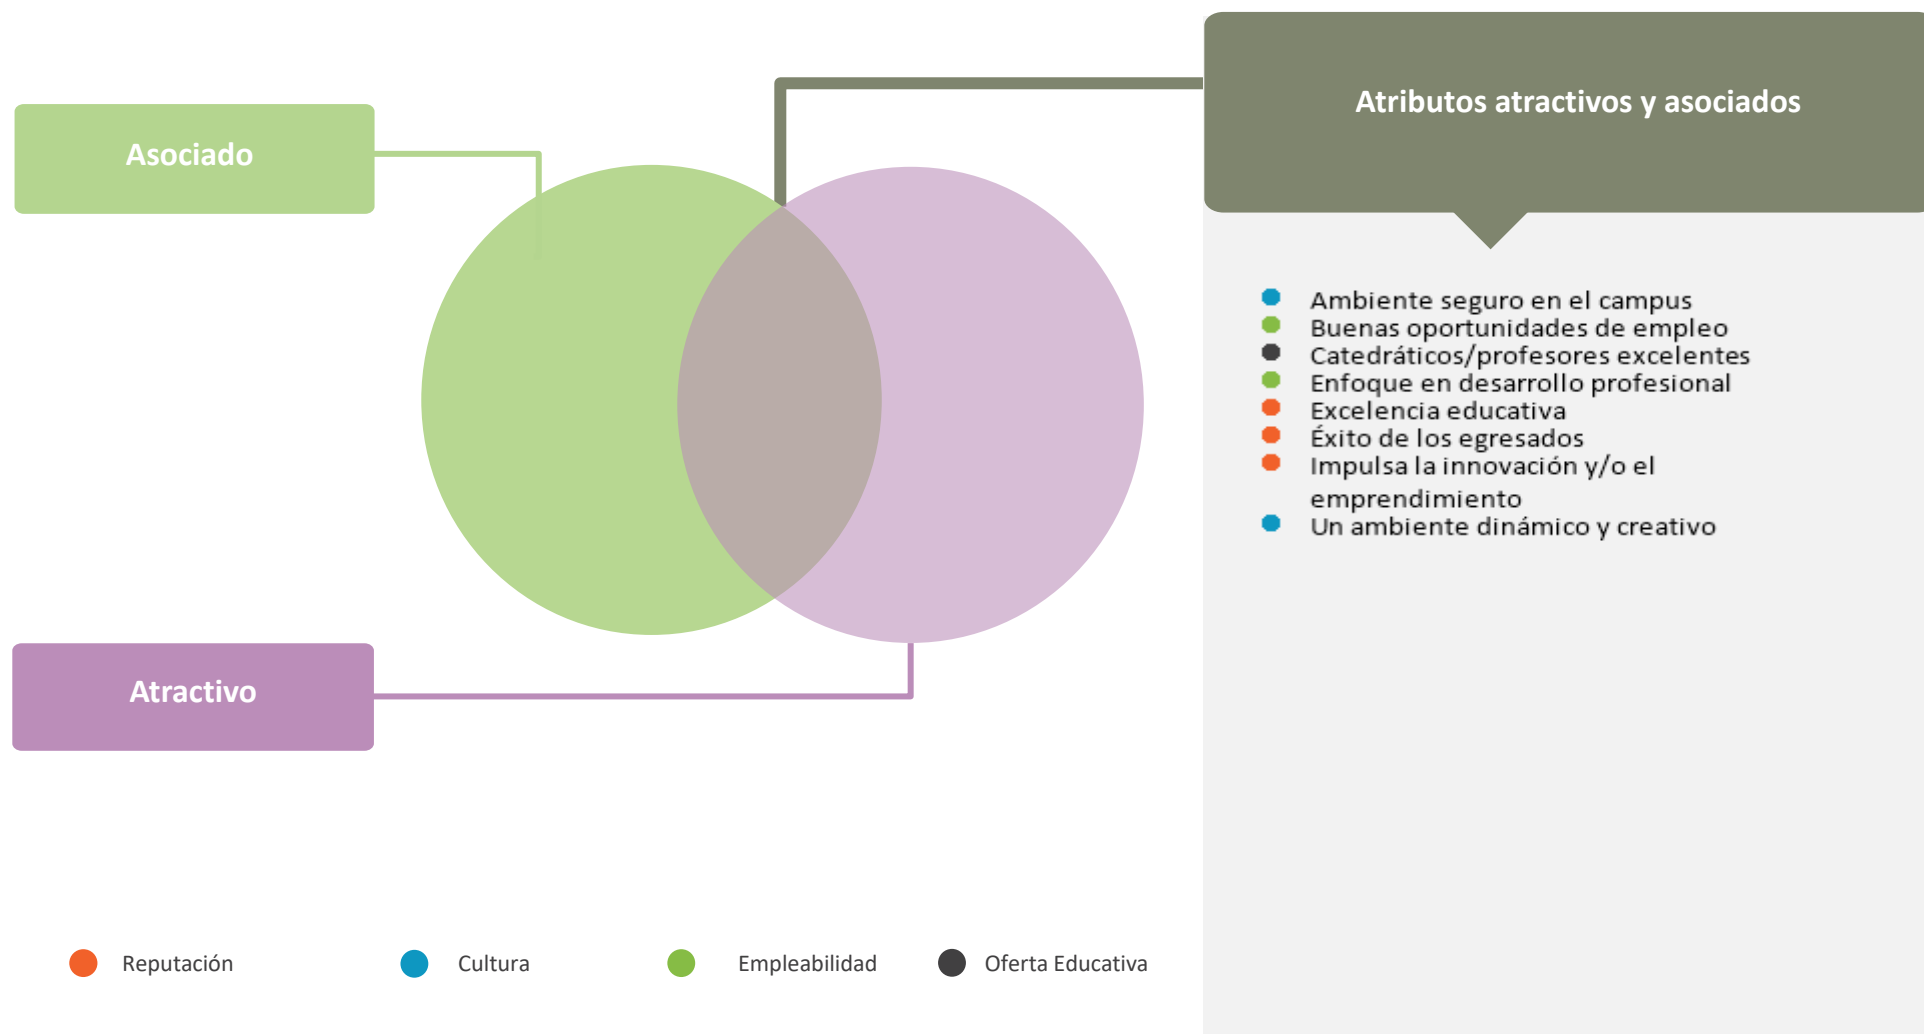 Asociado
Atractivo
Atributos atractivos y asociados
Ambiente seguro en el campus
Buenas oportunidades de empleo
Catedráticos/profesores excelentes
Enfoque en desarrollo profesional
Excelencia educativa
Éxito de los egresados
Impulsa la innovación y/o el
emprendimiento
Un ambiente dinámico y creativo
Reputación
Cultura
Empleabilidad
Oferta Educativa